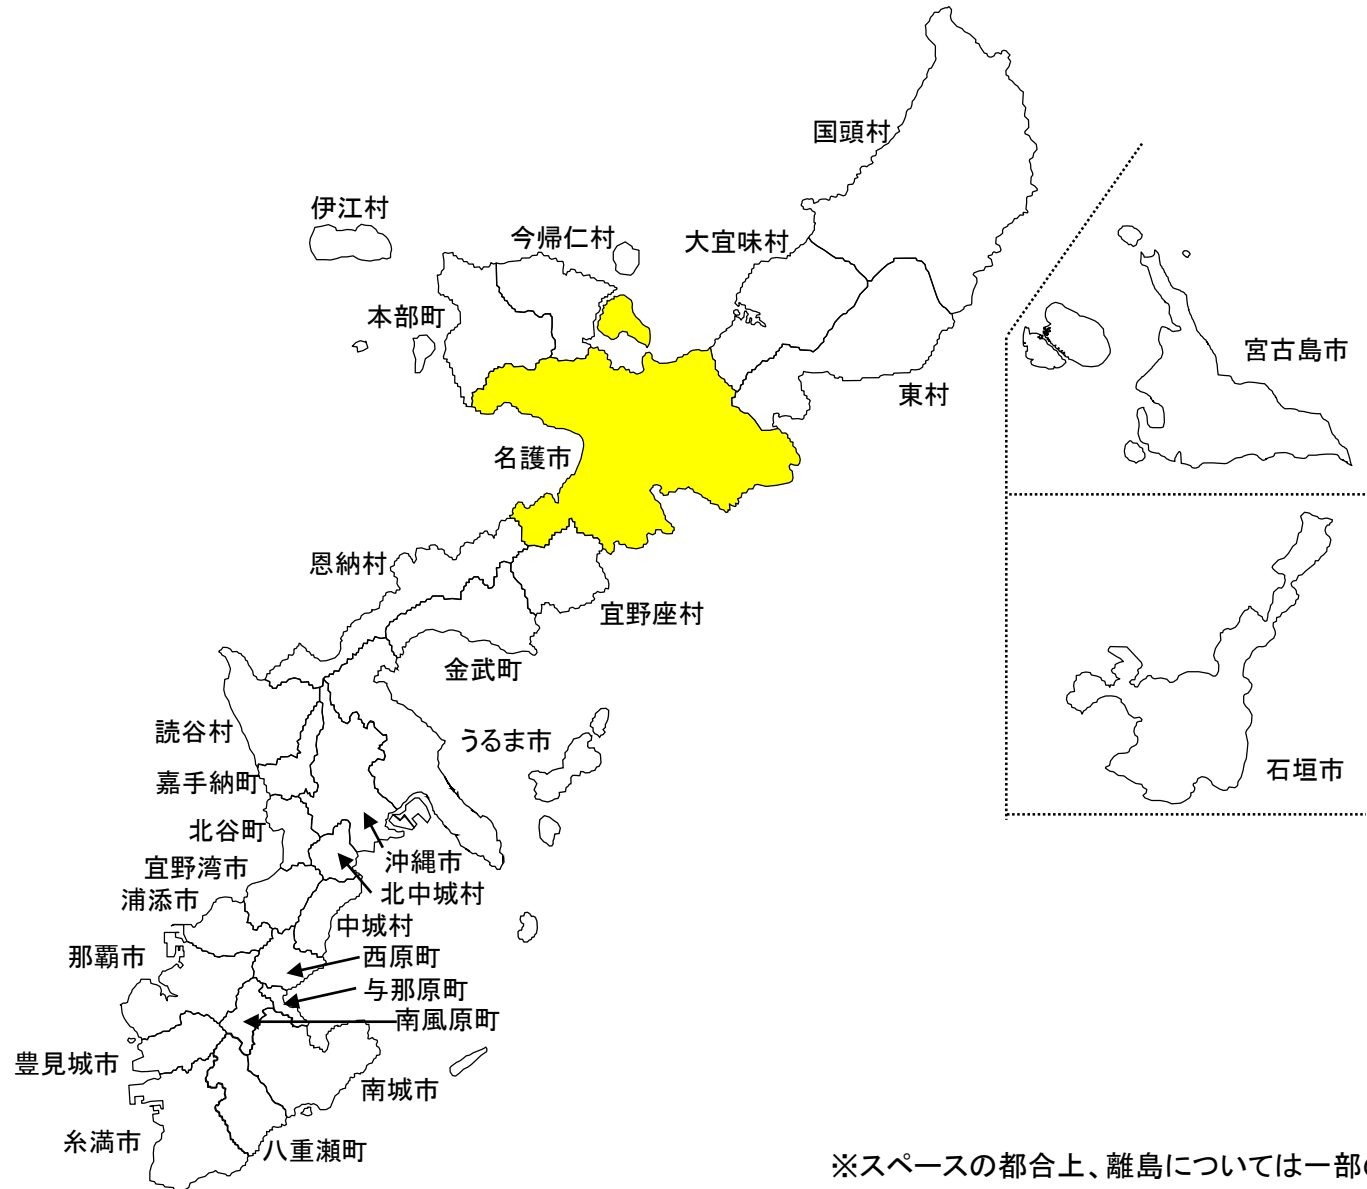 国頭村
伊江村
今帰仁村
大宜味村
本部町
宮古島市
東村
名護市
恩納村
宜野座村
金武町
読谷村
うるま市
石垣市
嘉手納町
北谷町
沖縄市
宜野湾市
北中城村
浦添市
中城村
那覇市
西原町
与那原町
南風原町
豊見城市
南城市
糸満市
八重瀬町
※スペースの都合上、離島については一部